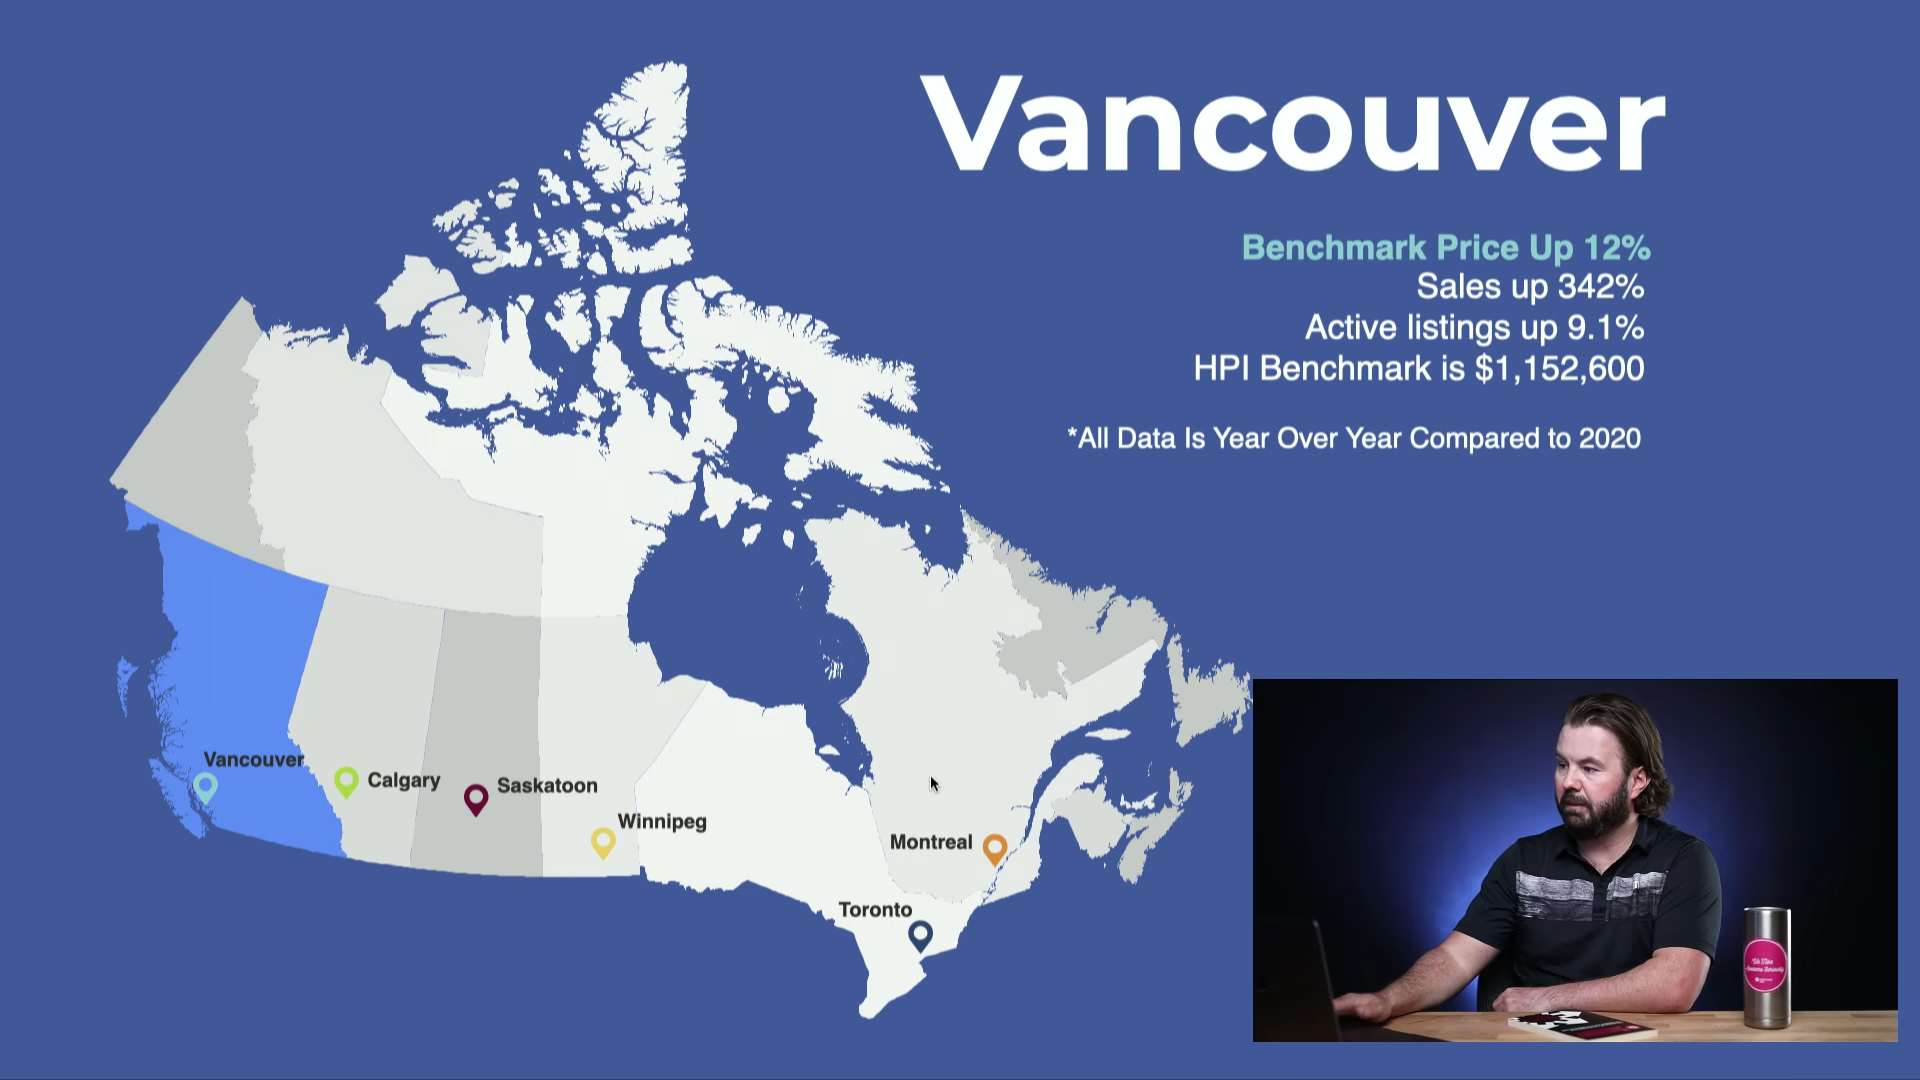 Vancouver
Benchmark Price Up 12%
Sales up 342%
Active listings up 9.1%
HPI Benchmark is $1,152,600
*All Data Is Year Over Year Compared to 2020
Vancouver
Calgary
Saskatoon
Winnipeg
Montreal
Toronto